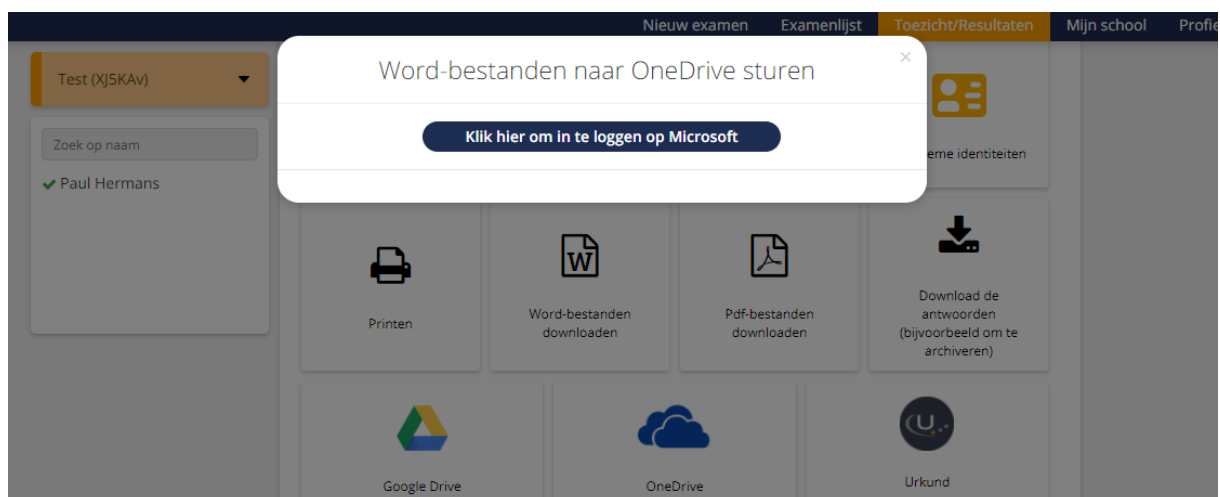 Nieuw examen Examenlijst Toezicht/Resultaten Mijn school
Test (XJ5KAv)
Zoek op naam
Paul Hermans
Word-bestanden naar OneDrive sturen
×
Klik hier om in te loggen op Microsoft
identiteiten
Printen
Word-bestanden
downloaden
Pdf-bestanden
downloaden
Download de
antwoorden
(bijvoorbeeld om te
archiveren)
Google Drive
OneDrive
Urkund